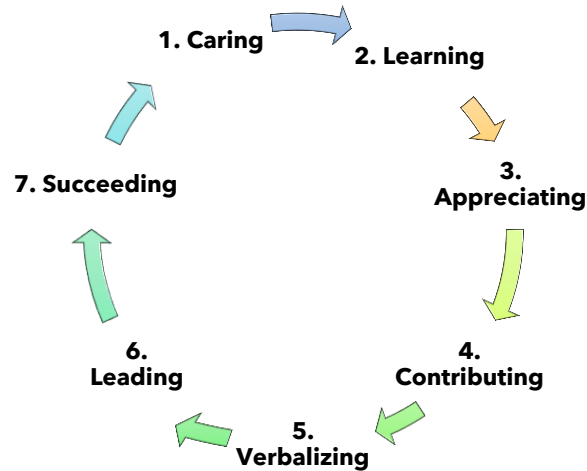 1. Caring
2. Learning
3.
Appreciating
4.
Contributing
5.
Verbalizing
6.
Leading
7. Succeeding